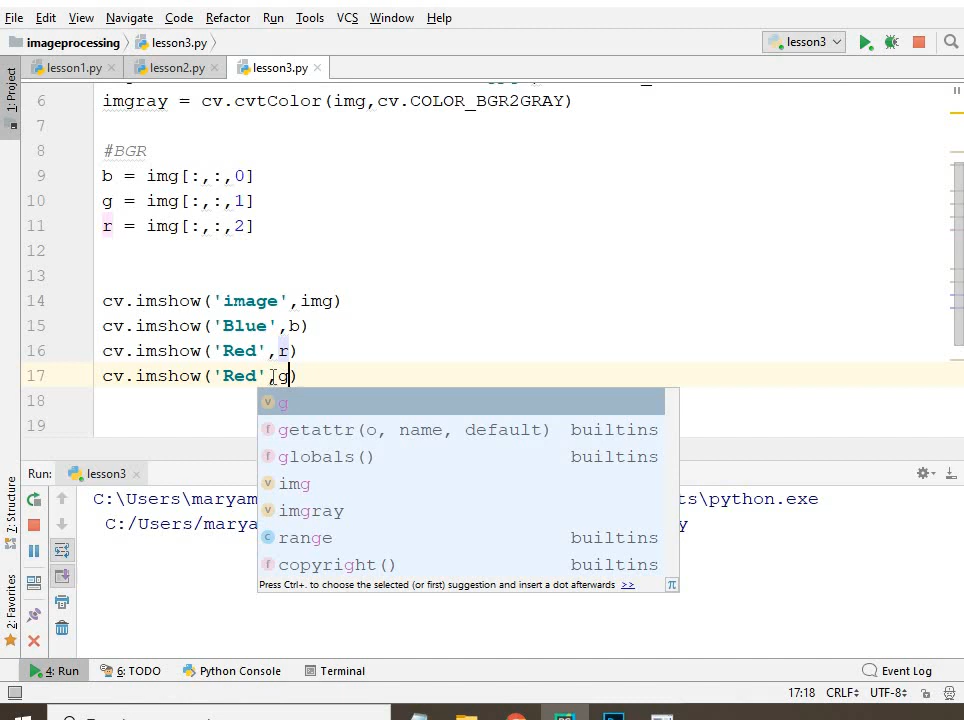 File Edit View Navigate Code Refactor Run Tools VCS Window Help
imageprocessing lesson3.py lesson3
lesson1.py lesson2.py lesson3.py
1: Project
6 imgray = cv.cvtColor(img,cv.COLOR_BGR2GRAY)
7
8 #BGR
9 b = img[:,:,0]
10 g = img[:,:,1]
11 r = img[:,:,2]
12
13
14 cv.imshow('image',img)
15 cv.imshow('Blue',b)
16 cv.imshow('Red',r)
17 cv.imshow('Red',g)
18
19
v g
f getattr(o, name, default) builtins
f globals() builtins
v img
v imgray
c range builtins
f copyright() builtins
Press Ctrl+. to choose the selected (or first) suggestion and insert a dot afterwards >> π
Run: lesson3
C:\Users\maryam ts\python.exe
C:/Users/marya y
7: Structure
2: Favorites
4: Run 6: TODO Python Console Terminal Event Log
17:18 CRLF UTF-8